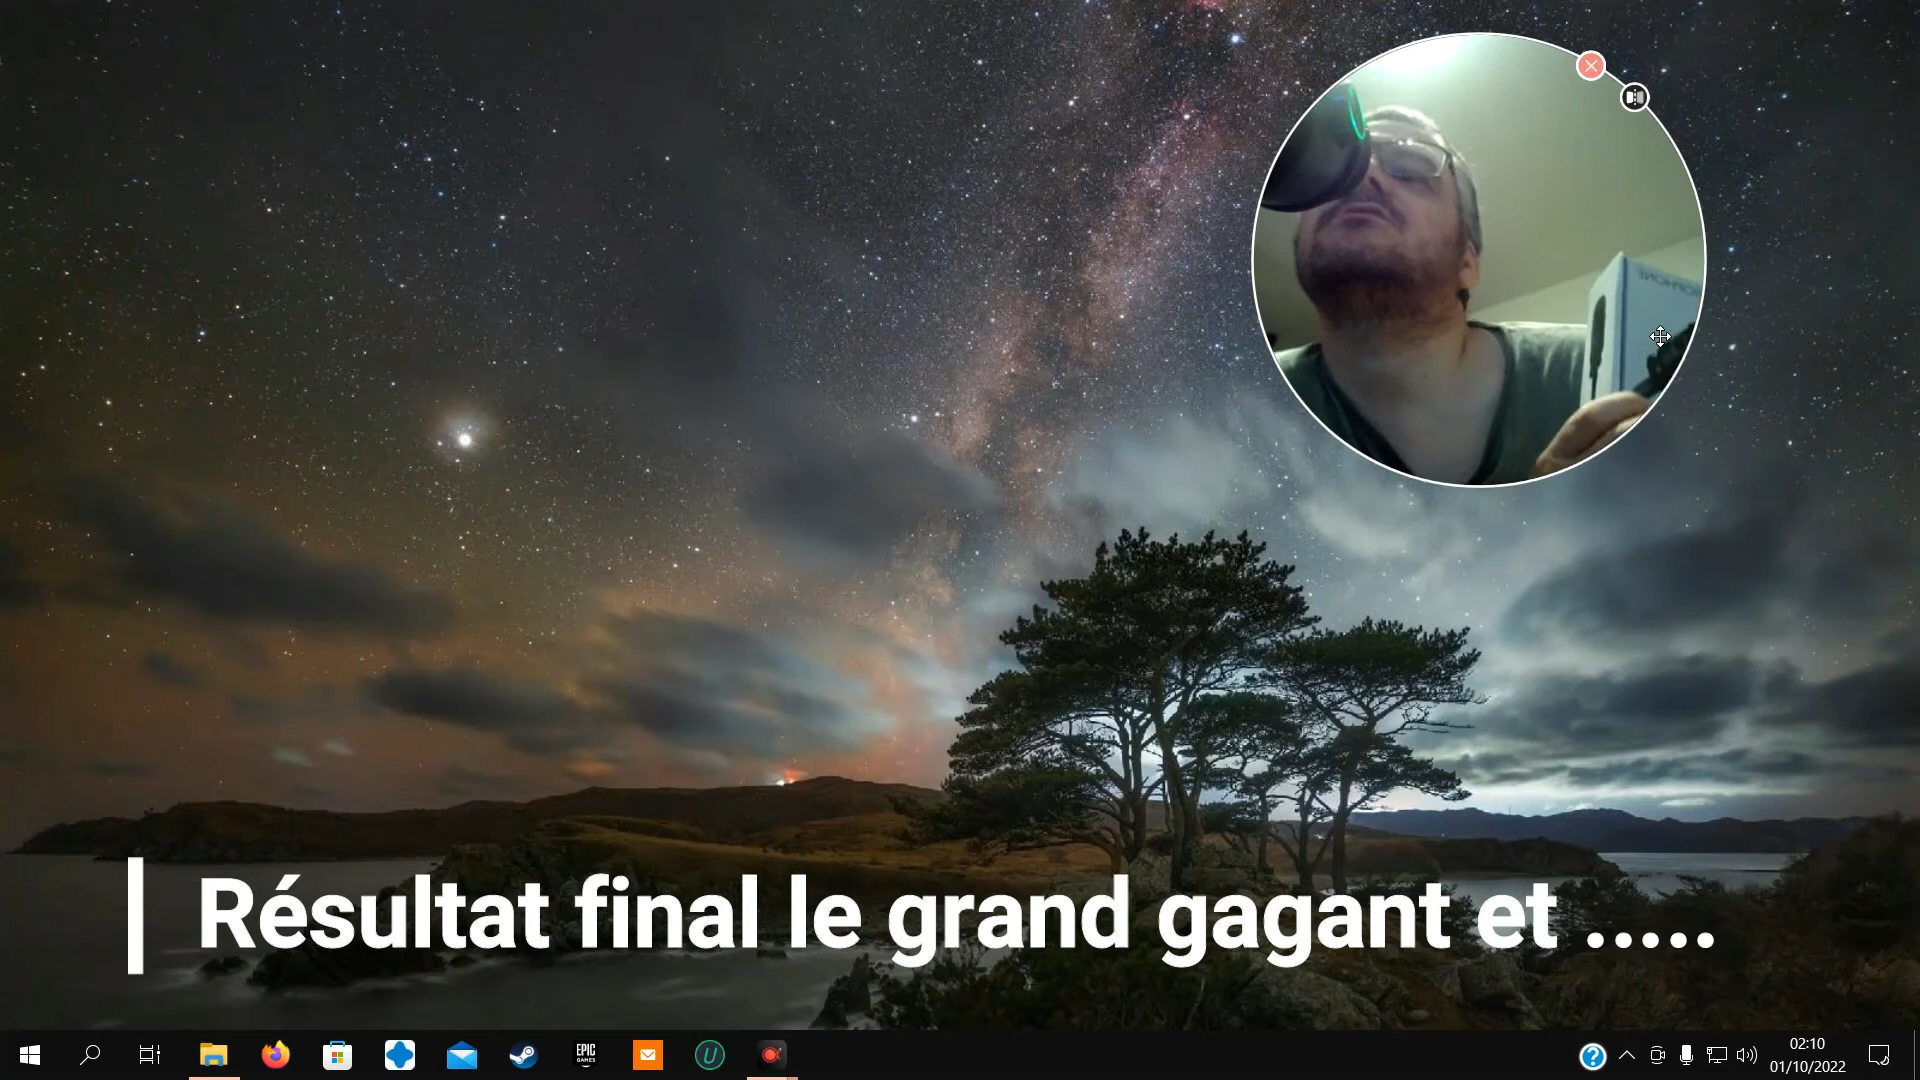 Résultat final le grand gagant et .....
EPIC
GAMES
02:10
01/10/2022